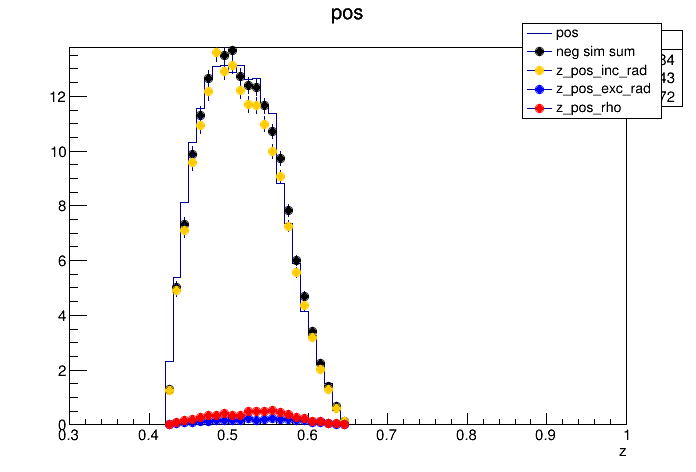 pos
pos
neg sim sum
z_pos_inc_rad
z_pos_exc_rad
z_pos_rho
34
43
72
12
10
8
6
4
2
0
0.3 0.4 0.5 0.6 0.7 0.8 0.9 1
z